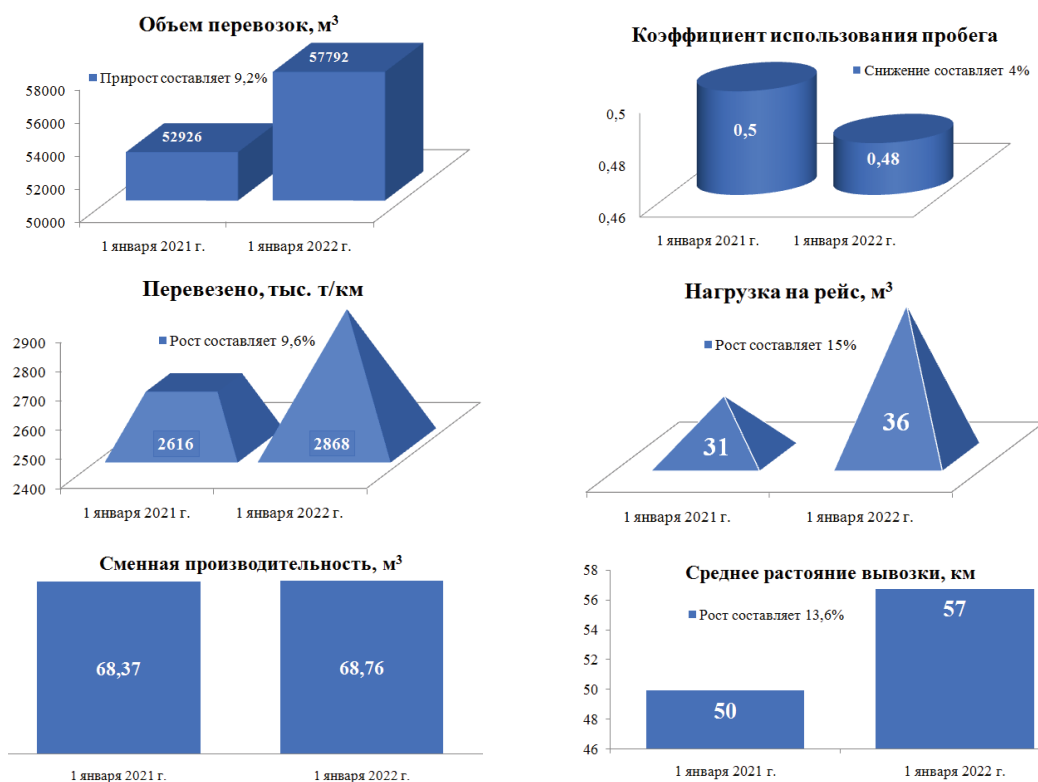 Объем перевозок, м³
Прирост составляет 9,2%
58000
56000
54000
52000
50000
52926
57792
1 января 2021 г.
1 января 2022 г.
Коэффициент использования пробега
Снижение составляет 4%
0,5
0,48
0,46
0,5
0,48
1 января 2021 г.
1 января 2022 г.
Перевезено, тыс. т/км
Рост составляет 9,6%
2900
2800
2700
2600
2500
2400
2616
2868
1 января 2021 г.
1 января 2022 г.
Нагрузка на рейс, м³
Рост составляет 15%
31
36
1 января 2021 г.
1 января 2022 г.
Сменная производительность, м³
68,37
68,76
1 января 2021 г.
1 января 2022 г.
Среднее растояние вывозки, км
Рост составляет 13,6%
58
56
54
52
50
48
46
50
57
1 января 2021 г.
1 января 2022 г.